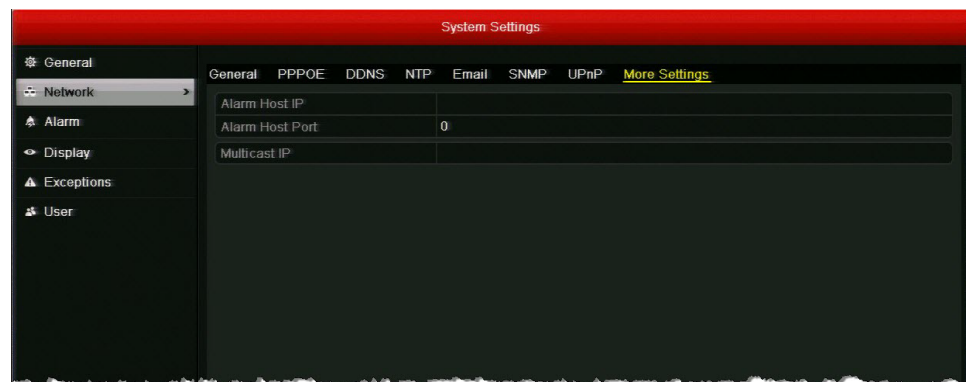 System Settings
General
Network
Alarm
Display
Exceptions
User
General PPPOE DDNS NTP Email SNMP UPnP More Settings
Alarm Host IP
Alarm Host Port 0
Multicast IP